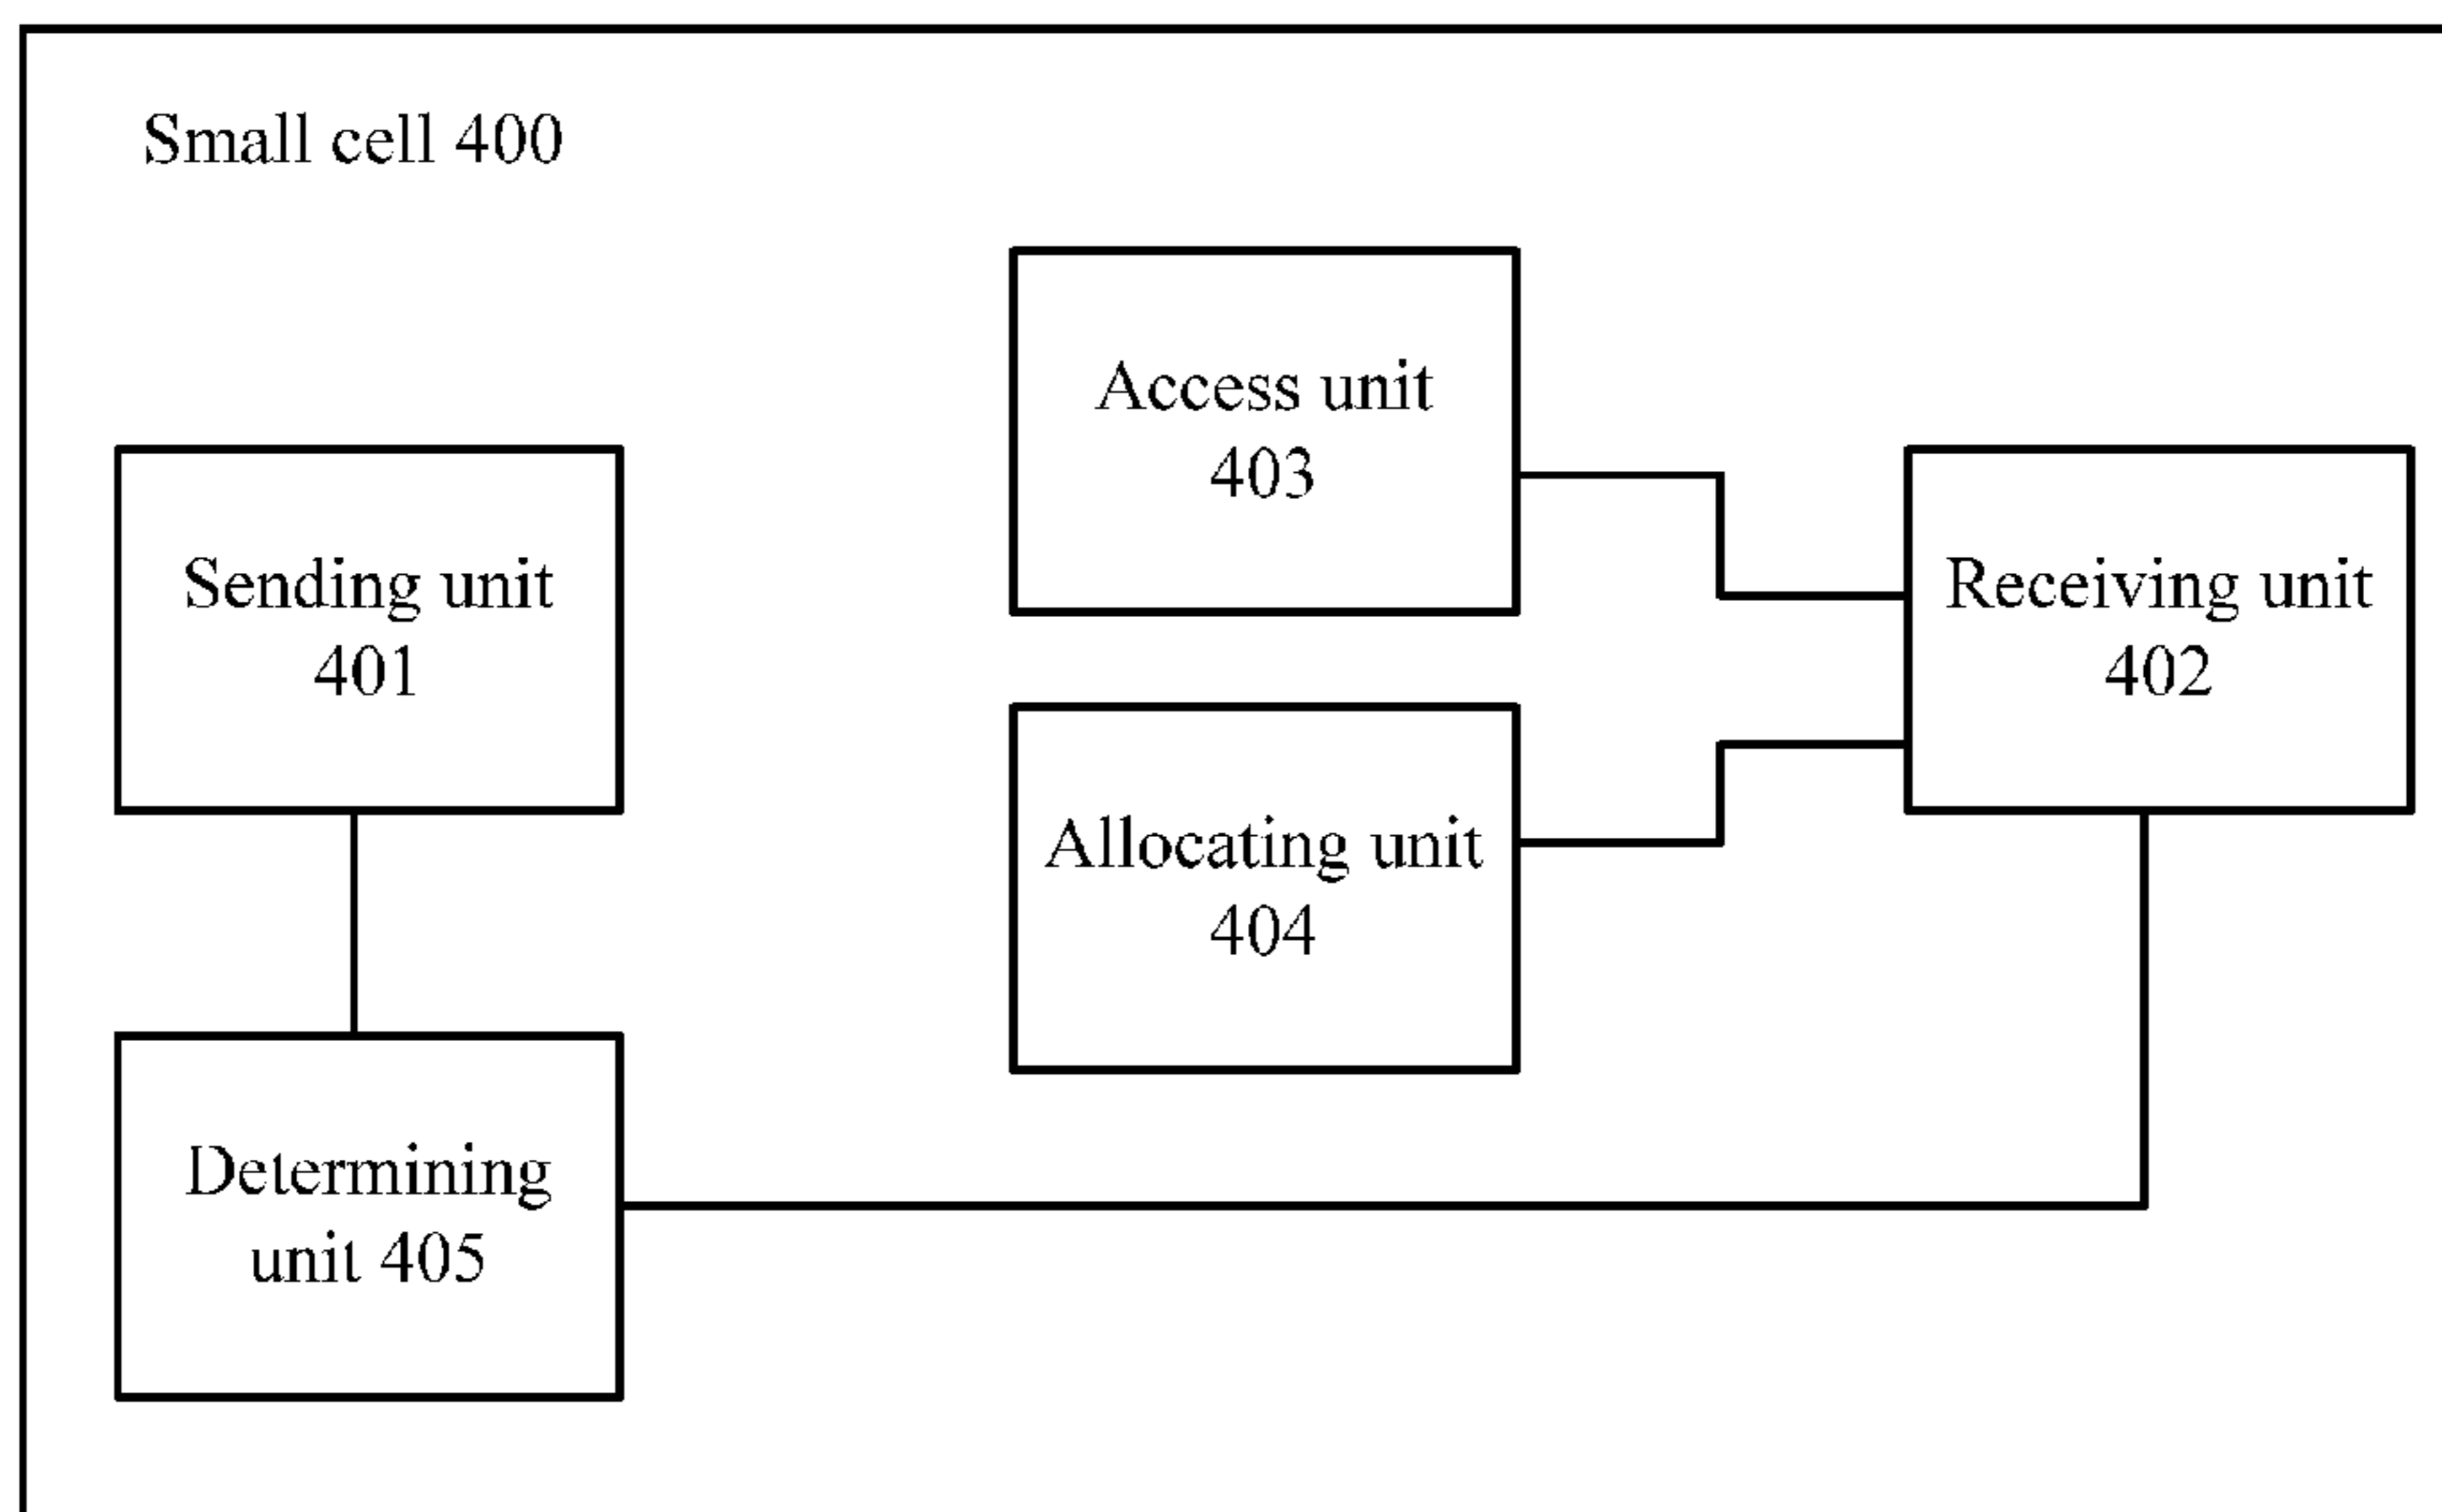 Small cell 400
Access unit
403
Sending unit
401
Receiving unit
402
Allocating unit
404
Determining
unit 405